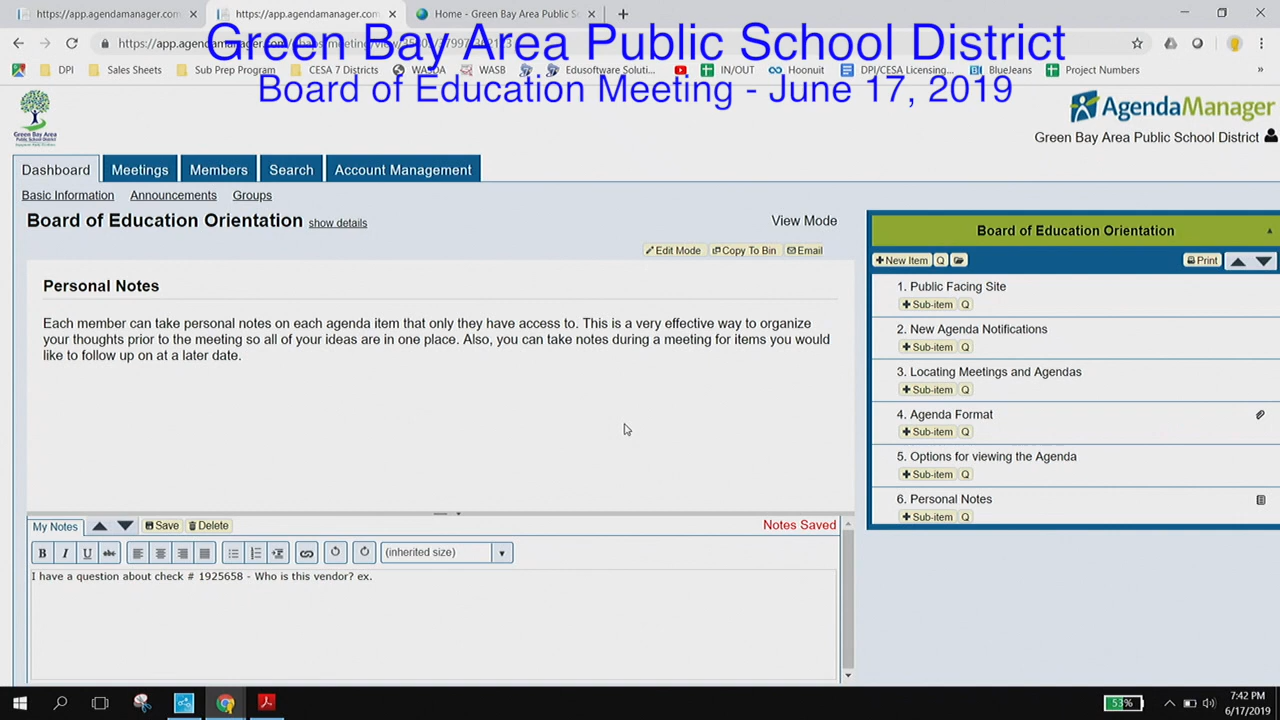 https://app.agendamanager.com/
https://app.agendamanager.com/
Home - Green Bay Area Public S
Green Bay Area Public School District
https://app.agendamanager.c
DPI
Sales Sheets
Sub Prep Program
CESA 7 Districts
WASDA
WASB
Edusoftware Soluti...
IN/OUT
Hoonuit
DPI/CESA Licensing...
BlueJeans
Project Numbers
»
Board of Education Meeting - June 17, 2019
Green Bay Area
Public School
District
AgendaManager
Green Bay Area Public School District
Dashboard
Meetings
Members
Search
Account Management
Basic Information
Announcements
Groups
Board of Education Orientation show details
View Mode
Edit Mode
Copy To Bin
Email
Personal Notes
Each member can take personal notes on each agenda item that only they have access to. This is a very effective way to organize
your thoughts prior to the meeting so all of your ideas are in one place. Also, you can take notes during a meeting for items you would
like to follow up on at a later date.
My Notes
Save
Delete
Notes Saved
B I U abc
(inherited size)
I have a question about check # 1925658 - Who is this vendor? ex.
Board of Education Orientation
+ New Item Q
Print
1. Public Facing Site
+ Sub-item Q
2. New Agenda Notifications
+ Sub-item Q
3. Locating Meetings and Agendas
+ Sub-item Q
4. Agenda Format
+ Sub-item Q
5. Options for viewing the Agenda
+ Sub-item Q
6. Personal Notes
+ Sub-item Q
53%
7:42 PM
6/17/2019